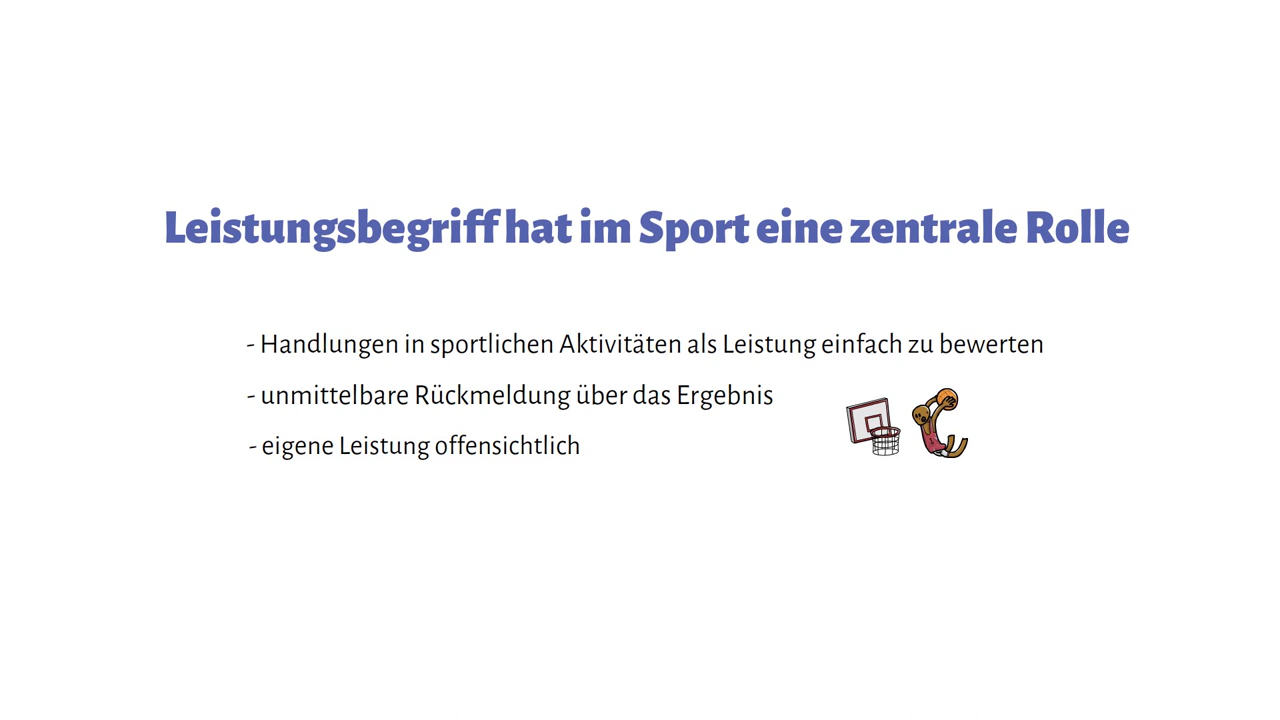 Leistungsbegriff hat im Sport eine zentrale Rolle
- Handlungen in sportlichen Aktivitäten als Leistung einfach zu bewerten
- unmittelbare Rückmeldung über das Ergebnis
- eigene Leistung offensichtlich